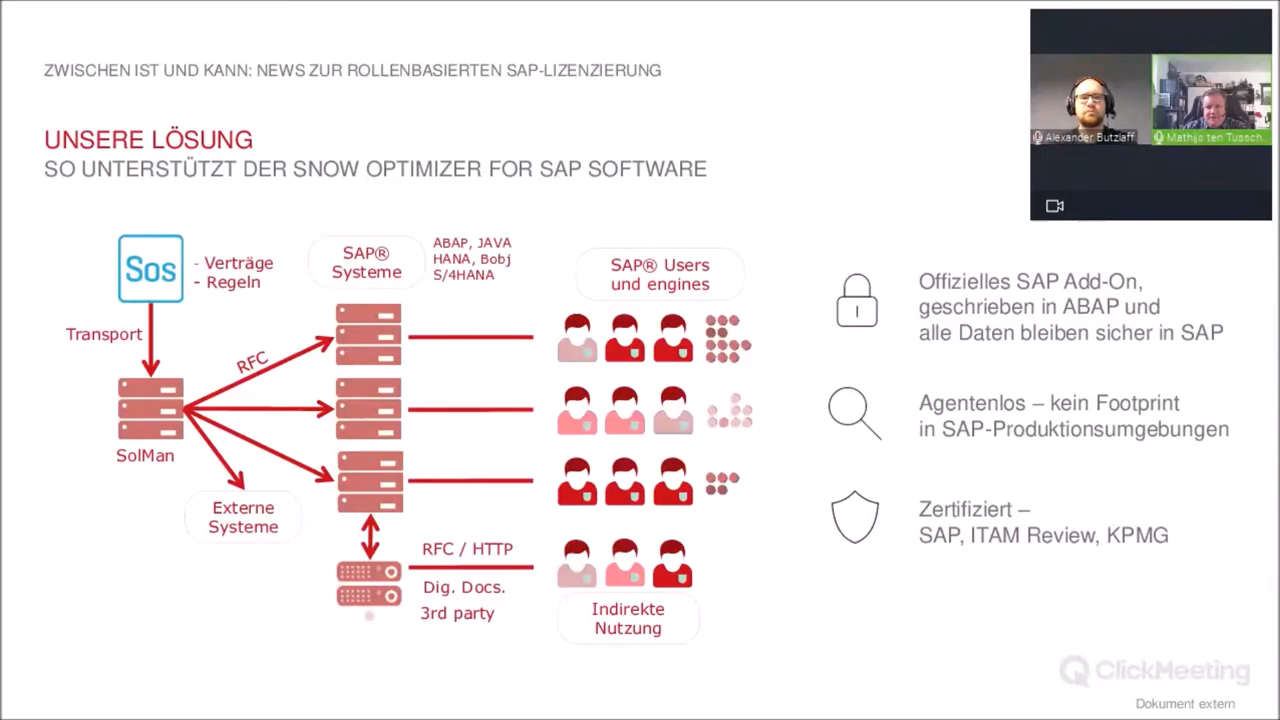 ZWISCHEN IST UND KANN: NEWS ZUR ROLLENBASIERTEN SAP-LIZENZIERUNG
Alexander Butzlaff
Mathijs ten Tussch
UNSERE LÖSUNG
SO UNTERSTÜTZT DER SNOW OPTIMIZER FOR SAP SOFTWARE
Sos
- Verträge
- Regeln
Transport
SolMan
RFC
Externe
Systeme
SAP® 
Systeme
ABAP, JAVA
HANA, Bobj
S/4HANA
SAP® Users
und engines
RFC / HTTP
Dig. Docs.
3rd party
Indirekte
Nutzung
Offizielles SAP Add-On,
geschrieben in ABAP und
alle Daten bleiben sicher in SAP
Agentenlos – kein Footprint
in SAP-Produktionsumgebungen
Zertifiziert –
SAP, ITAM Review, KPMG
ClickMeeting
Dokument extern